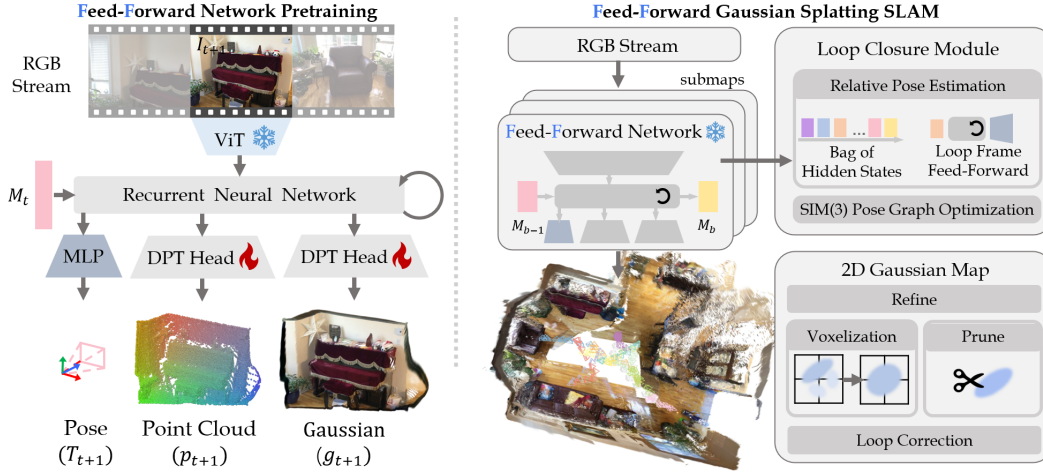 Feed-Forward Network Pretraining
RGB
Stream
I_{t+1}
ViT
M_t
Recurrent Neural Network
MLP
DPT Head
DPT Head
Pose
(T_{t+1})
Point Cloud
(p_{t+1})
Gaussian
(g_{t+1})
Feed-Forward Gaussian Splatting SLAM
RGB Stream
submaps
Feed-Forward Network
M_{b-1}
M_b
Loop Closure Module
Relative Pose Estimation
...
Bag of
Hidden States
Loop Frame
Feed-Forward
SIM(3) Pose Graph Optimization
2D Gaussian Map
Refine
Voxelization
Prune
Loop Correction